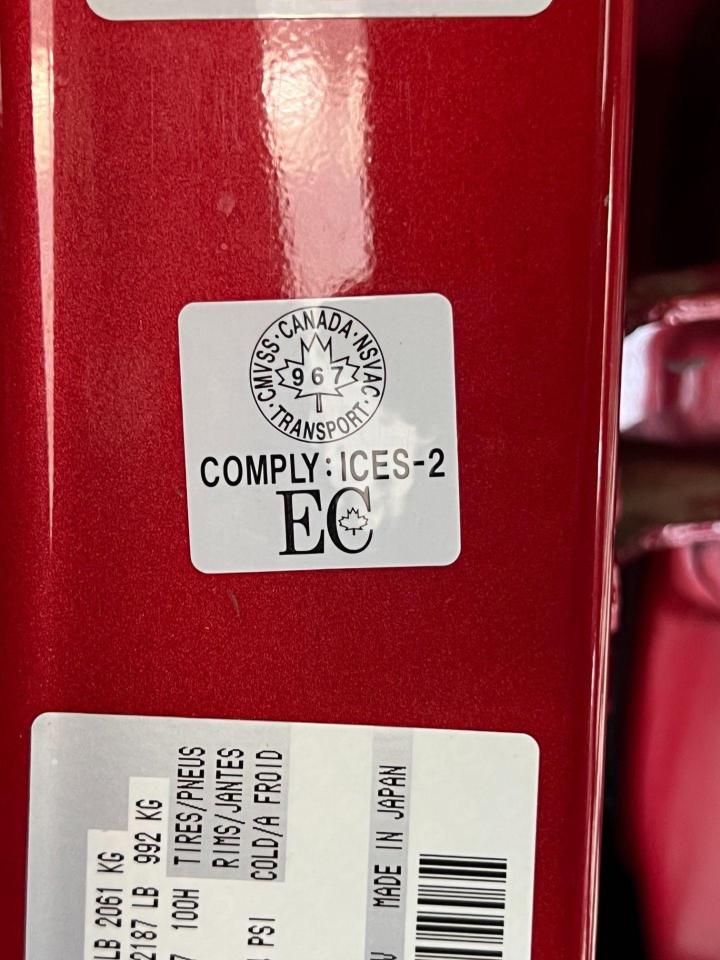 CMVSS·CANADA·NSVAC
967
·TRANSPORT·
COMPLY:ICES-2
EC
LB 2061 KG
2187 LB 992 KG
100H TIRES/PNEUS
RIMS/JANTES
PSI COLD/A FROID
MADE IN JAPAN